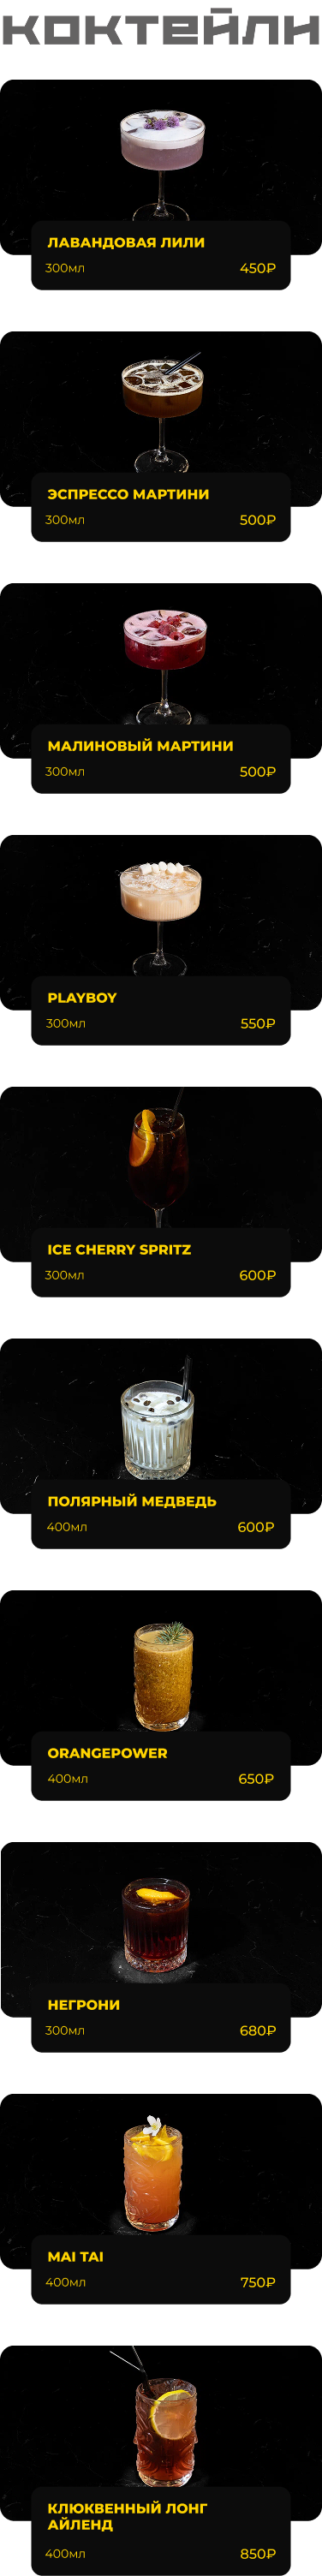 КОКТЕЙЛИ
ЛАВАНДОВАЯ ЛИЛИ
300мл 450₽
ЭСПРЕССО МАРТИНИ
300мл 500₽
МАЛИНОВЫЙ МАРТИНИ
300мл 500₽
PLAYBOY
300мл 550₽
ICE CHERRY SPRITZ
300мл 600₽
ПОЛЯРНЫЙ МЕДВЕДЬ
400мл 600₽
ORANGEPOWER
400мл 650₽
НЕГРОНИ
300мл 680₽
MAI TAI
400мл 750₽
КЛЮКВЕННЫЙ ЛОНГ
АЙЛЕНД
400мл 850₽